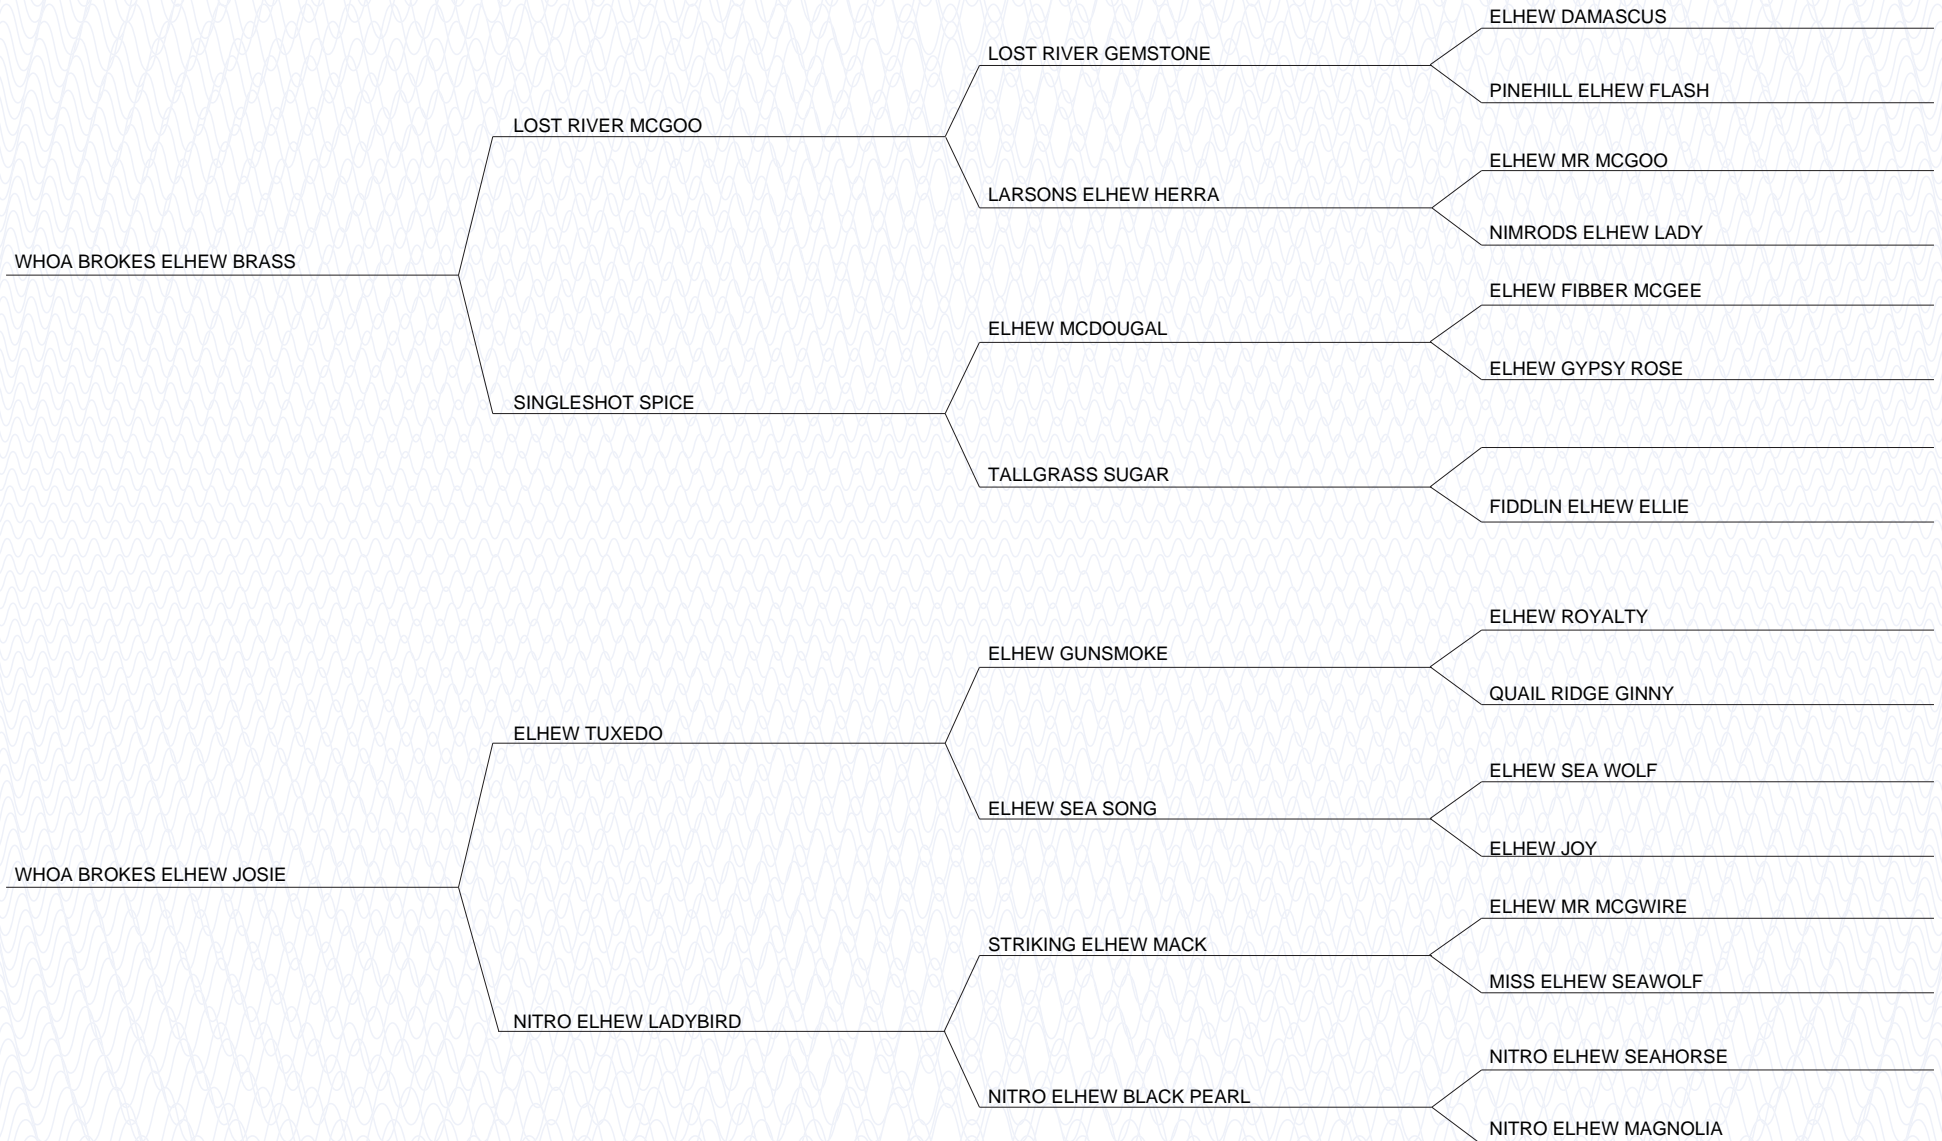 ELHEW DAMASCUS
LOST RIVER GEMSTONE
PINEHILL ELHEW FLASH
LOST RIVER MCGOO
ELHEW MR MCGOO
LARSONS ELHEW HERRA
NIMRODS ELHEW LADY
WHOA BROKES ELHEW BRASS
ELHEW FIBBER MCGEE
ELHEW MCDOUGAL
ELHEW GYPSY ROSE
SINGLESHOT SPICE
TALLGRASS SUGAR
FIDDLIN ELHEW ELLIE
ELHEW ROYALTY
ELHEW GUNSMOKE
QUAIL RIDGE GINNY
ELHEW TUXEDO
ELHEW SEA WOLF
ELHEW SEA SONG
ELHEW JOY
WHOA BROKES ELHEW JOSIE
ELHEW MR MCGWIRE
STRIKING ELHEW MACK
MISS ELHEW SEAWOLF
NITRO ELHEW LADYBIRD
NITRO ELHEW SEAHORSE
NITRO ELHEW BLACK PEARL
NITRO ELHEW MAGNOLIA